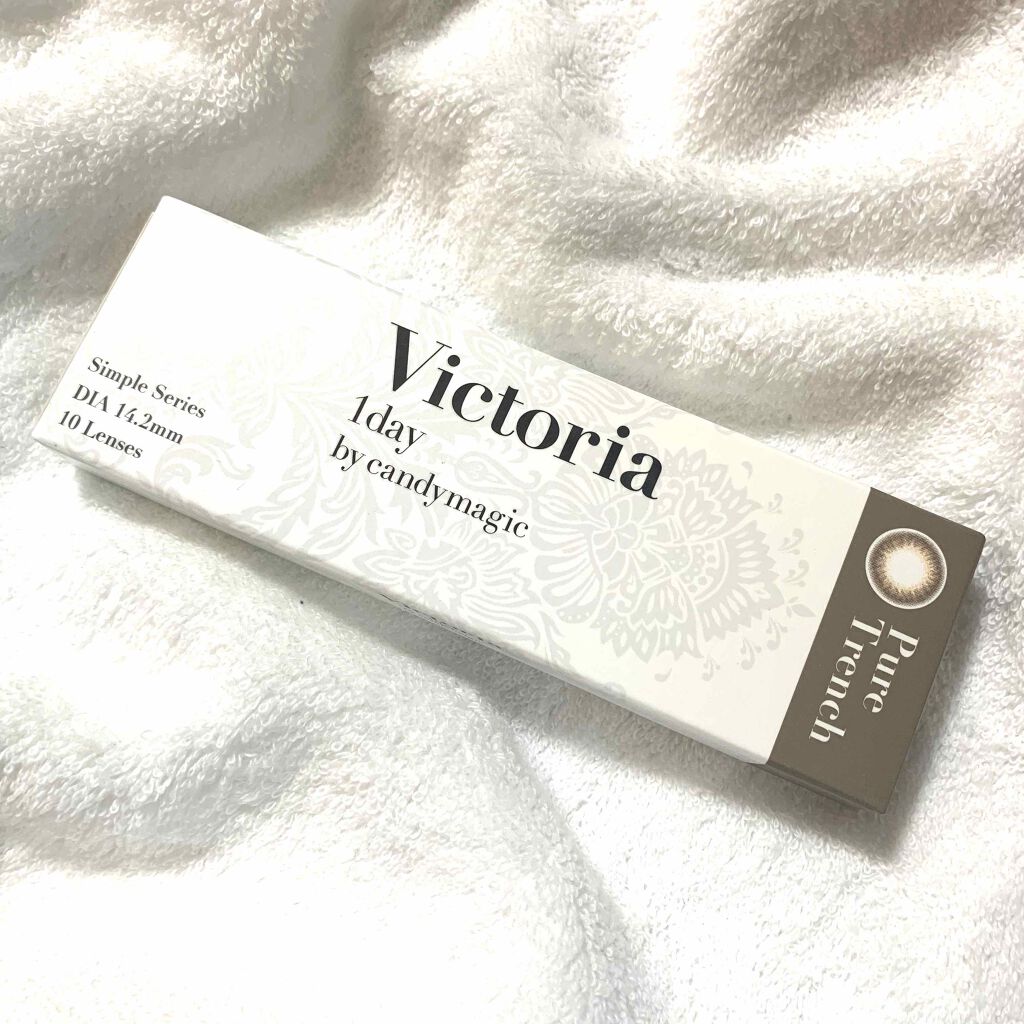 Victoria
1day
by candymagic
Simple Series
DIA 14.2mm
10 Lenses
Pure
Trench